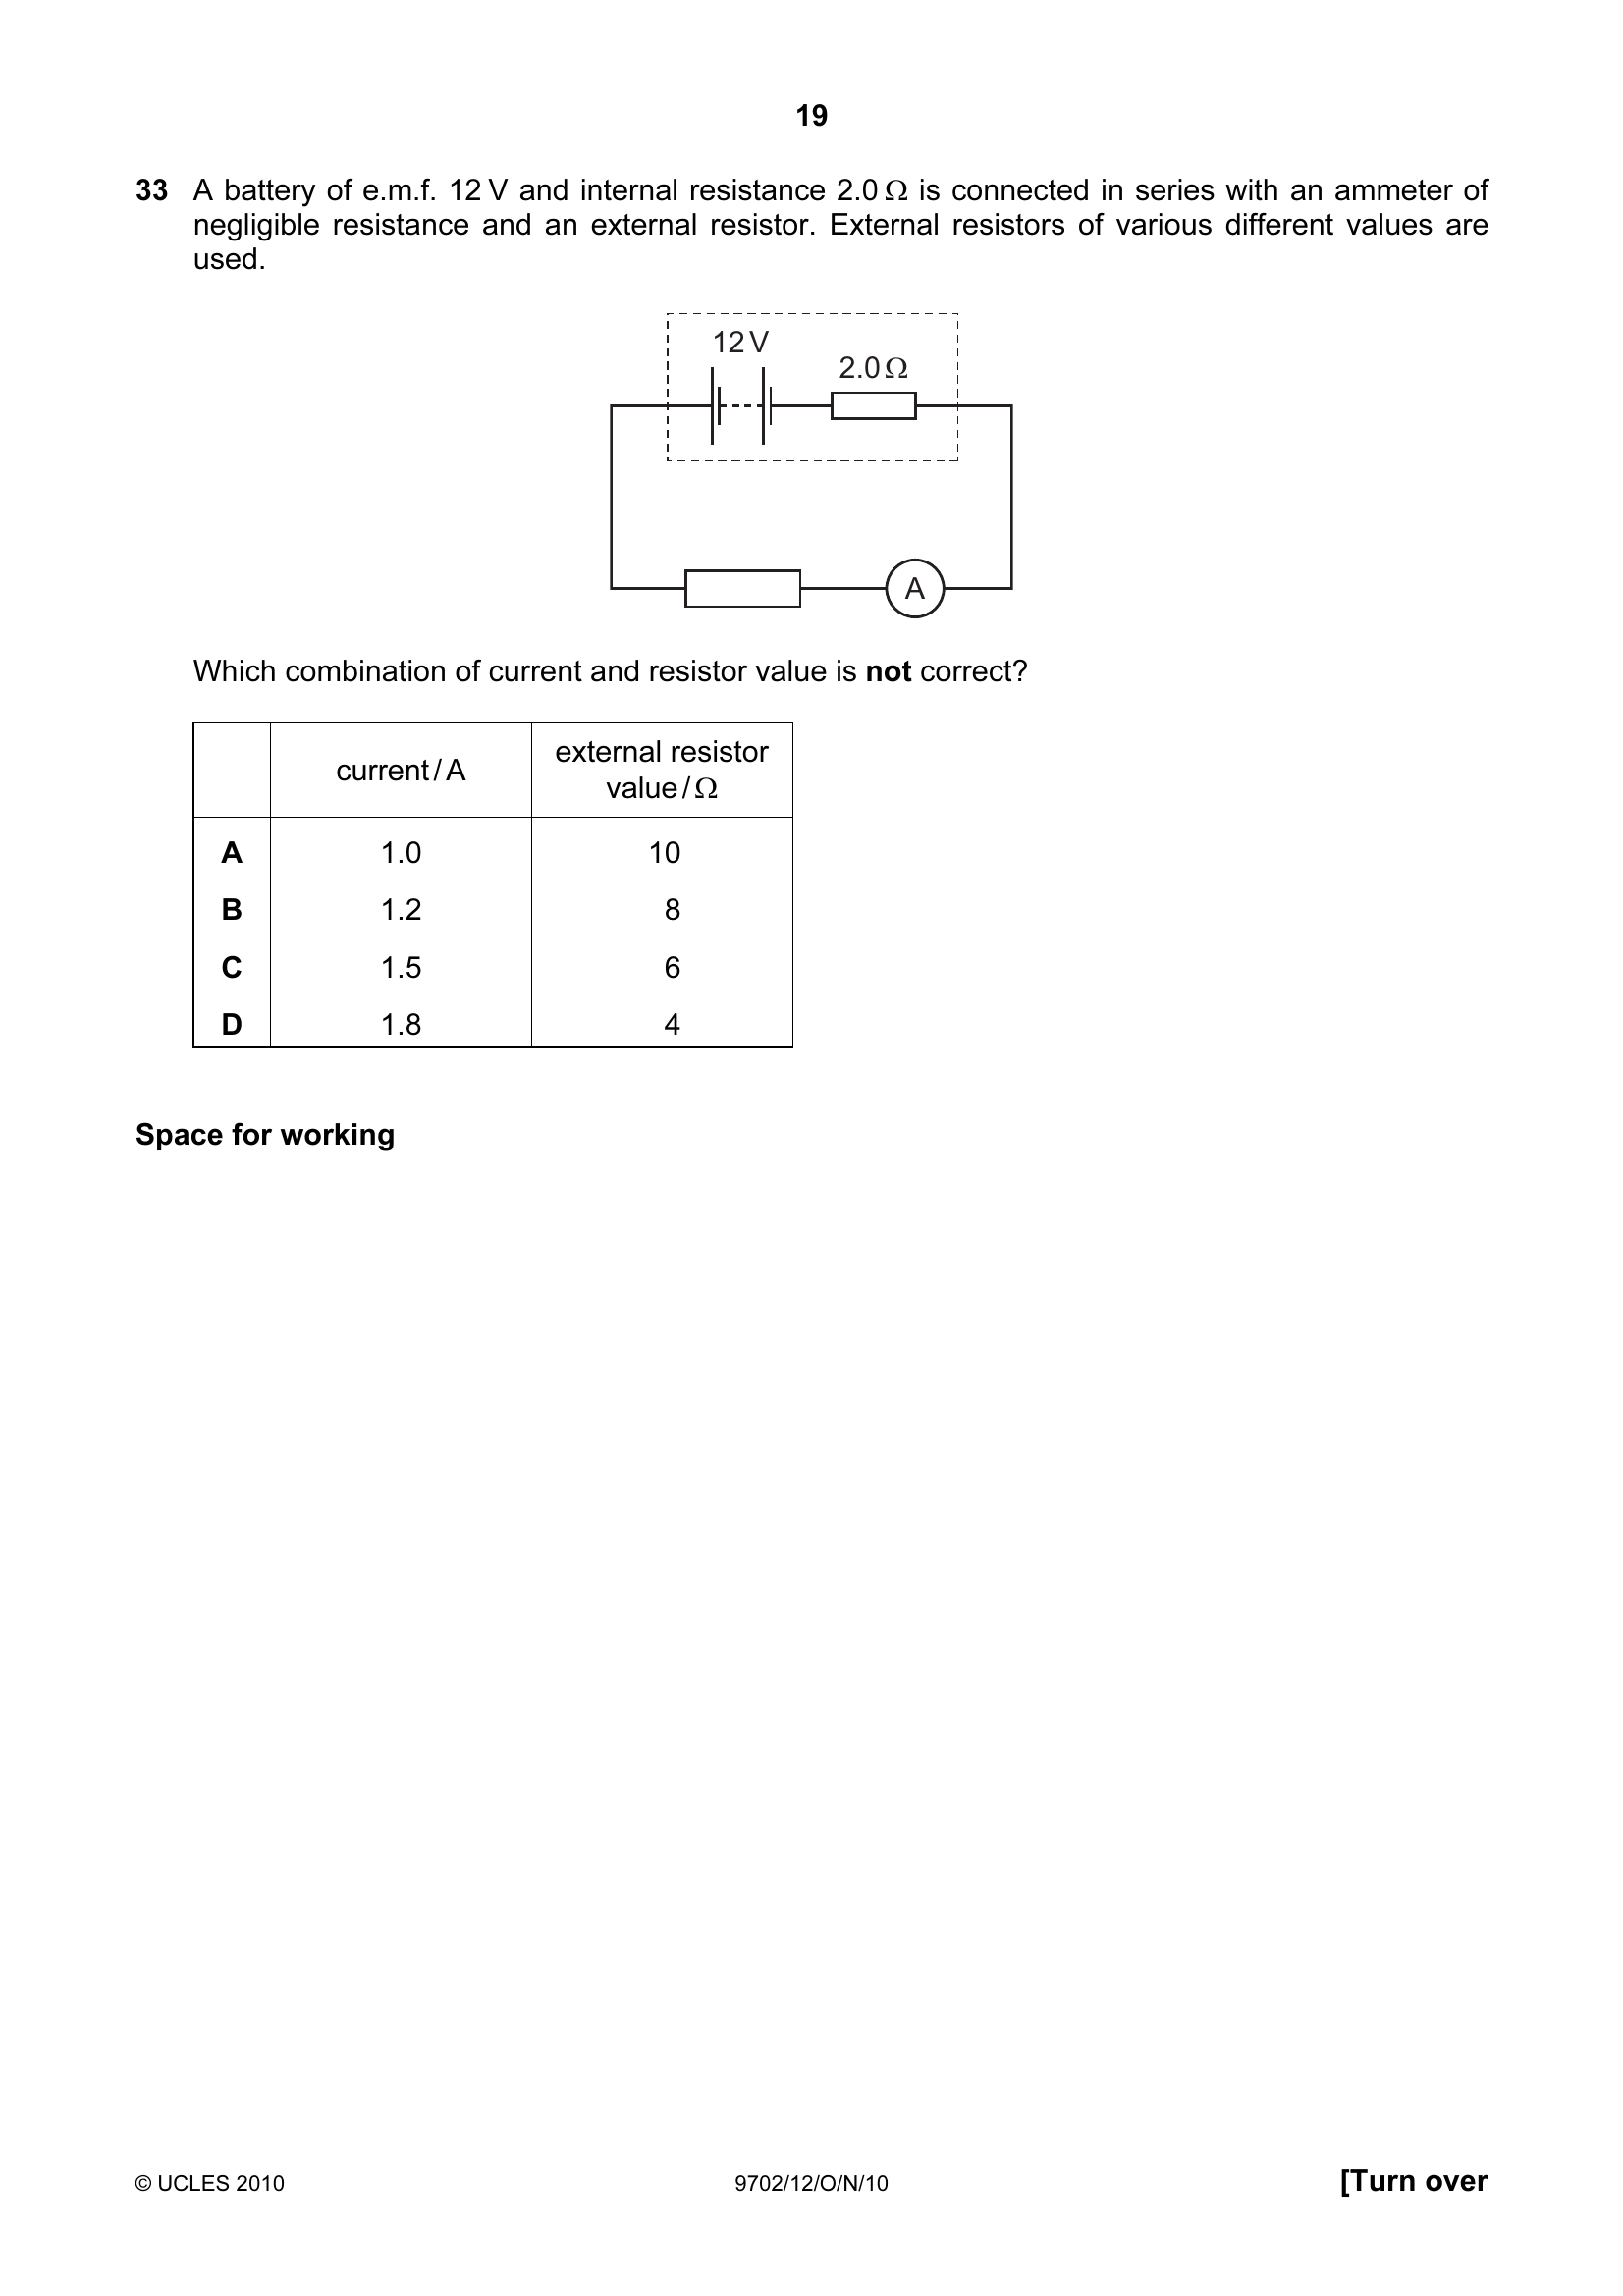 19
33 A battery of e.m.f. 12 V and internal resistance 2.0 Ω is connected in series with an ammeter of
negligible resistance and an external resistor. External resistors of various different values are
used.
12 V
2.0 Ω
A
Which combination of current and resistor value is not correct?
current / A
external resistor
value / Ω
A 1.0 10
B 1.2 8
C 1.5 6
D 1.8 4
Space for working
© UCLES 2010 9702/12/O/N/10 [Turn over